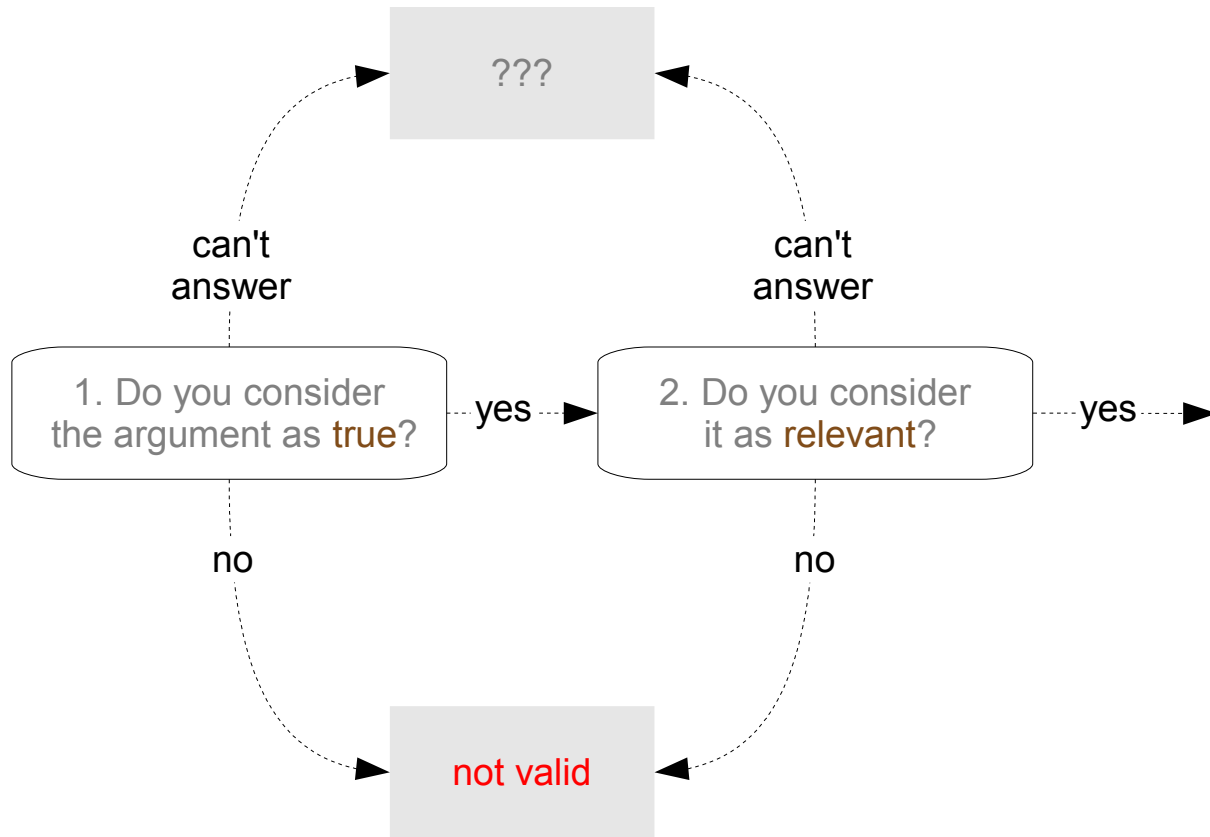 ???
can't
answer
can't
answer
1. Do you consider
the argument as true?
yes
2. Do you consider
it as relevant?
yes
no
no
not valid